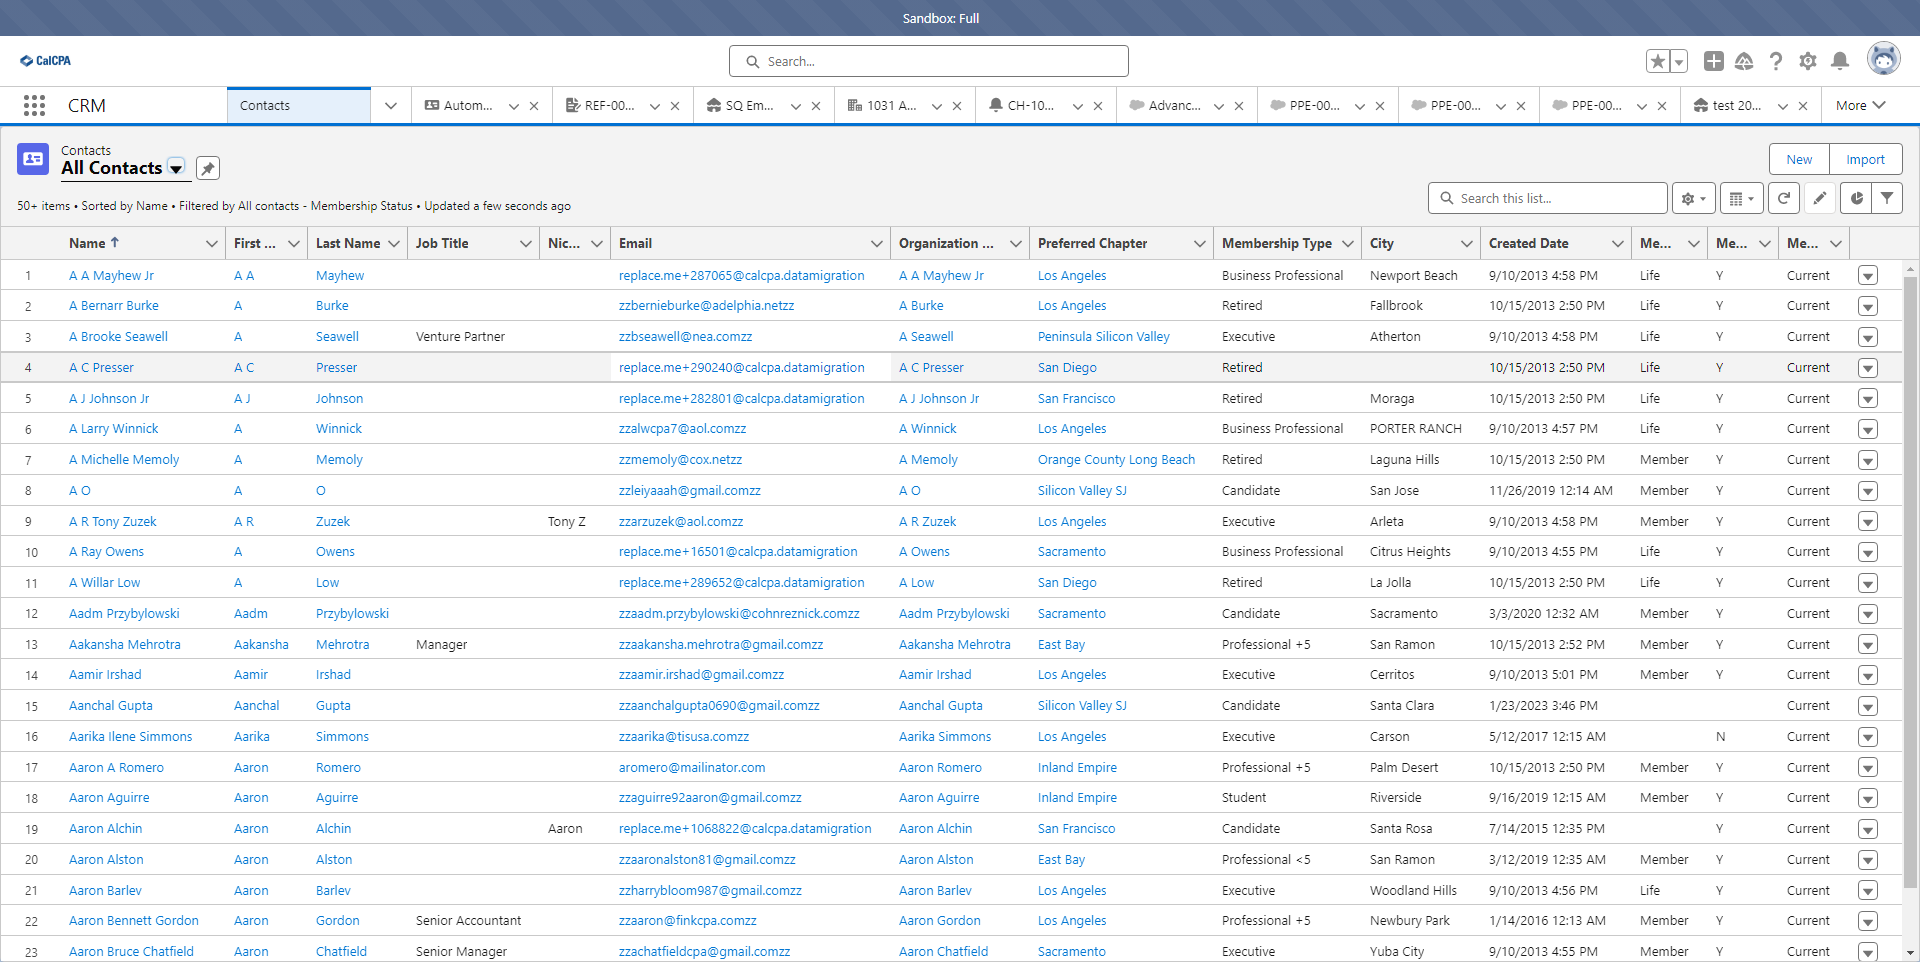 Sandbox: Full
CalCPA
Search...
CRM
Contacts
Autom...
REF-00...
SQ Em...
1031 A...
CH-10...
Advanc...
PPE-00...
PPE-00...
PPE-00...
test 20...
More
Contacts
All Contacts
New
Import
50+ items • Sorted by Name • Filtered by All contacts - Membership Status • Updated a few seconds ago
Search this list...
Name First ... Last Name Job Title Nic... Email Organization ... Preferred Chapter Membership Type City Created Date Me... Me... Me...
1 A A Mayhew Jr A A Mayhew replace.me+287065@calcpa.datamigration A A Mayhew Jr Los Angeles Business Professional Newport Beach 9/10/2013 4:58 PM Life Y Current
2 A Bernarr Burke A Burke zzbernieburke@adelphia.netzz A Burke Los Angeles Retired Fallbrook 10/15/2013 2:50 PM Life Y Current
3 A Brooke Seawell A Seawell Venture Partner zzbseawell@nea.comzz A Seawell Peninsula Silicon Valley Executive Atherton 9/10/2013 4:58 PM Life Y Current
4 A C Presser A C Presser replace.me+290240@calcpa.datamigration A C Presser San Diego Retired 10/15/2013 2:50 PM Life Y Current
5 A J Johnson Jr A J Johnson replace.me+282801@calcpa.datamigration A J Johnson Jr San Francisco Retired Moraga 10/15/2013 2:50 PM Life Y Current
6 A Larry Winnick A Winnick zzalwcpa7@aol.comzz A Winnick Los Angeles Business Professional PORTER RANCH 9/10/2013 4:57 PM Life Y Current
7 A Michelle Memoly A Memoly zzmemoly@cox.netzz A Memoly Orange County Long Beach Retired Laguna Hills 10/15/2013 2:50 PM Member Y Current
8 A O A O zzleiyaaah@gmail.comzz A O Silicon Valley SJ Candidate San Jose 11/26/2019 12:14 AM Member Y Current
9 A R Tony Zuzek A R Zuzek Tony Z zzarzuzek@aol.comzz A R Zuzek Los Angeles Executive Arleta 9/10/2013 4:58 PM Member Y Current
10 A Ray Owens A Owens replace.me+16501@calcpa.datamigration A Owens Sacramento Business Professional Citrus Heights 9/10/2013 4:55 PM Life Y Current
11 A Willar Low A Low replace.me+289652@calcpa.datamigration A Low San Diego Retired La Jolla 10/15/2013 2:50 PM Life Y Current
12 Aadm Przybylowski Aadm Przybylowski zzaadm.przybylowski@cohnreznick.comzz Aadm Przybylowski Sacramento Candidate Sacramento 3/3/2020 12:32 AM Member Y Current
13 Aakansha Mehrotra Aakansha Mehrotra Manager zzaakansha.mehrotra@gmail.comzz Aakansha Mehrotra East Bay Professional +5 San Ramon 10/15/2013 2:52 PM Member Y Current
14 Aamir Irshad Aamir Irshad zzaamir.irshad@gmail.comzz Aamir Irshad Los Angeles Executive Cerritos 9/10/2013 5:01 PM Member Y Current
15 Aanchal Gupta Aanchal Gupta zzaanchalgupta0690@gmail.comzz Aanchal Gupta Silicon Valley SJ Candidate Santa Clara 1/23/2023 3:46 PM Current
16 Aarika Ilene Simmons Aarika Simmons zzaarika@tisusa.comzz Aarika Simmons Los Angeles Executive Carson 5/12/2017 12:15 AM N Current
17 Aaron A Romero Aaron Romero aromero@mailinator.com Aaron Romero Inland Empire Professional +5 Palm Desert 10/15/2013 2:50 PM Member Y Current
18 Aaron Aguirre Aaron Aguirre zzaguirre92aaron@gmail.comzz Aaron Aguirre Inland Empire Student Riverside 9/16/2019 12:15 AM Member Y Current
19 Aaron Alchin Aaron Alchin Aaron replace.me+1068822@calcpa.datamigration Aaron Alchin San Francisco Candidate Santa Rosa 7/14/2015 12:35 PM Y Current
20 Aaron Alston Aaron Alston zzaaronalston81@gmail.comzz Aaron Alston East Bay Professional <5 San Ramon 3/12/2019 12:35 AM Member Y Current
21 Aaron Barlev Aaron Barlev zzharrybloom987@gmail.comzz Aaron Barlev Los Angeles Executive Woodland Hills 9/10/2013 4:56 PM Life Y Current
22 Aaron Bennett Gordon Aaron Gordon Senior Accountant zzaaron@finkcpa.comzz Aaron Gordon Los Angeles Professional +5 Newbury Park 1/14/2016 12:13 AM Member Y Current
23 Aaron Bruce Chatfield Aaron Chatfield Senior Manager zzachatfieldcpa@gmail.comzz Aaron Chatfield Sacramento Executive Yuba City 9/10/2013 4:55 PM Member Y Current